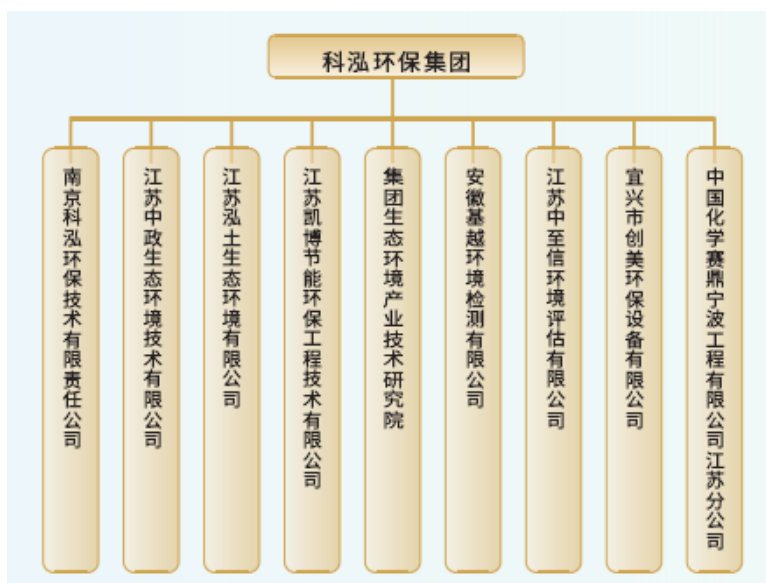 科泓环保集团
南京科泓环保技术有限责任公司
江苏中政生态环境技术有限公司
江苏泓土生态环境有限公司
江苏凯博节能环保工程技术有限公司
集团生态环境产业技术研究院
安徽基越环境检测有限公司
江苏中至信环境评估有限公司
宜兴市创美环保设备有限公司
中国化学赛鼎宁波工程有限公司江苏分公司